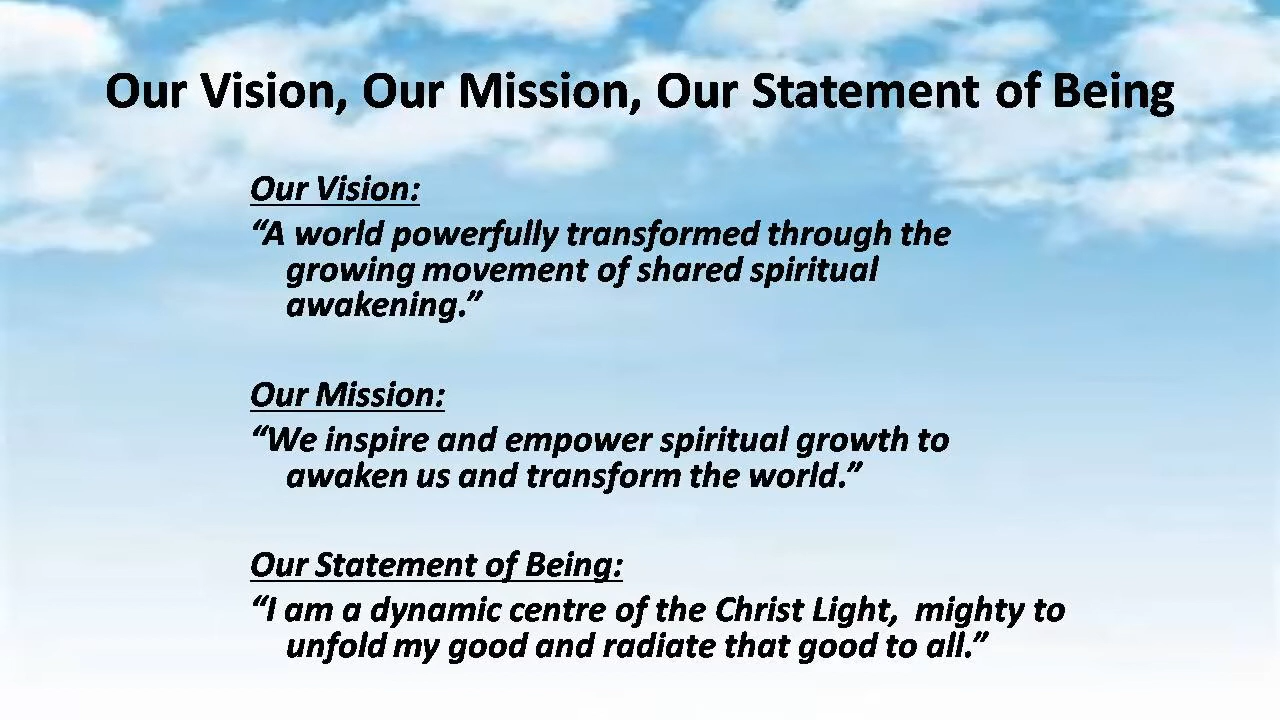 Our Vision, Our Mission, Our Statement of Being
Our Vision:
“A world powerfully transformed through the
growing movement of shared spiritual
awakening.”
Our Mission:
“We inspire and empower spiritual growth to
awaken us and transform the world.”
Our Statement of Being:
“I am a dynamic centre of the Christ Light,  mighty to
unfold my good and radiate that good to all.”